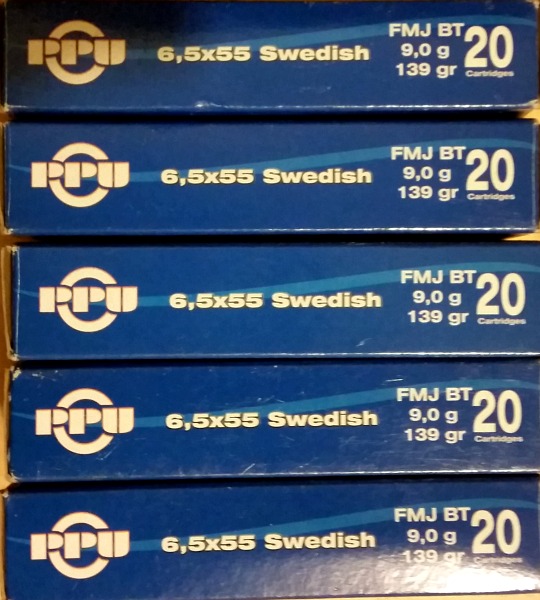 PPU
6,5x55 Swedish
FMJ BT
9,0 g
139 gr
20
Cartridges
PPU
6,5x55 Swedish
FMJ BT
9,0 g
139 gr
20
Cartridges
PPU
6,5x55 Swedish
FMJ BT
9,0 g
139 gr
20
Cartridges
PPU
6,5x55 Swedish
FMJ BT
9,0 g
139 gr
20
Cartridges
PPU
6,5x55 Swedish
FMJ BT
9,0 g
139 gr
20
Cartridges